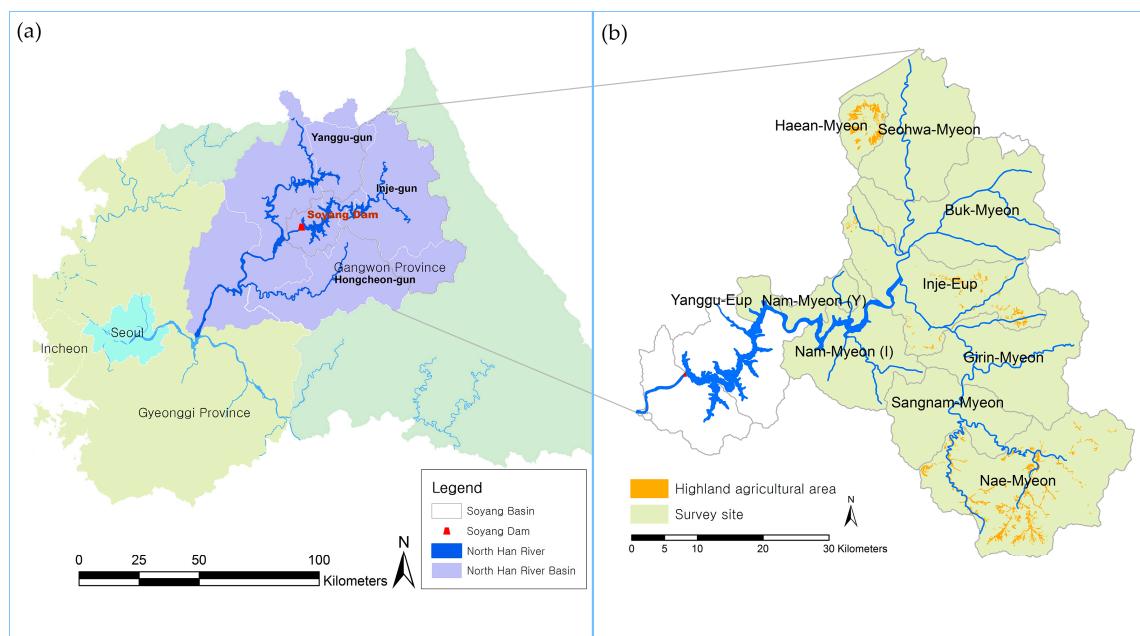 (a)
Yanggu-gun
Inje-gun
Soyang Dam
Gangwon Province
Hongcheon-gun
Seoul
Incheon
Gyeonggi Province
Legend
Soyang Basin
Soyang Dam
North Han River
North Han River Basin
N
0 25 50 100
Kilometers
(b)
Haean-Myeon
Seohwa-Myeon
Buk-Myeon
Inje-Eup
Yanggu-Eup
Nam-Myeon (Y)
Nam-Myeon (I)
Girin-Myeon
Sangnam-Myeon
Nae-Myeon
Highland agricultural area
Survey site
N
0 5 10 20 30 Kilometers